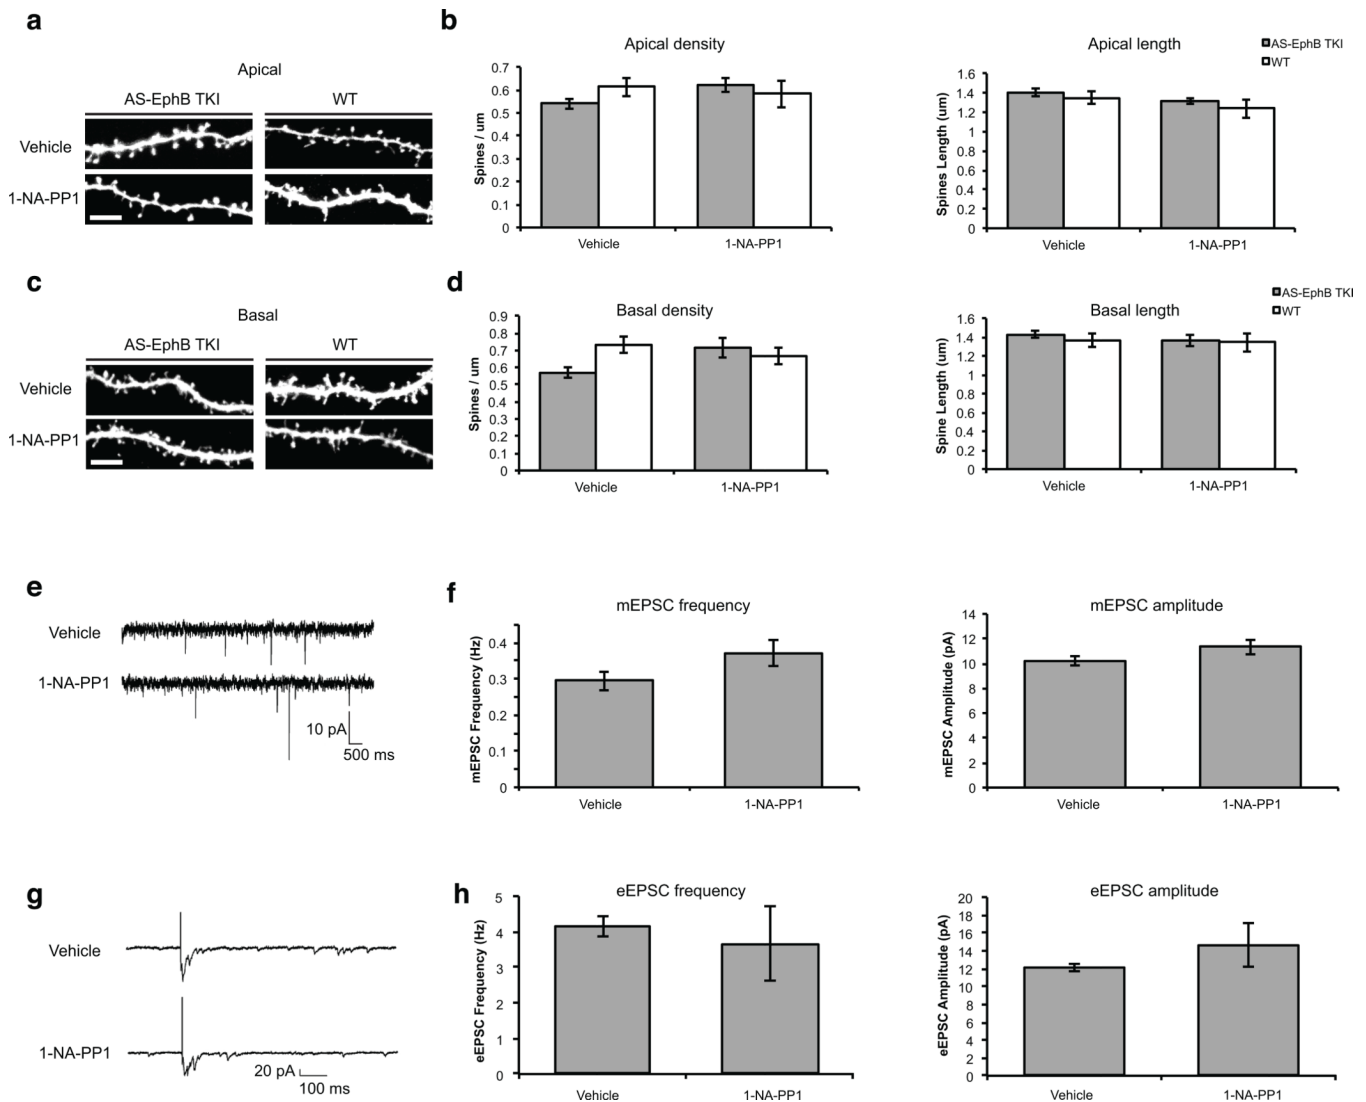 a
Apical
AS-EphB TKI WT
Vehicle
1-NA-PP1
b
Apical density
Spines / um
0.7
0.6
0.5
0.4
0.3
0.2
0.1
0
Vehicle 1-NA-PP1
Apical length
AS-EphB TKI
WT
Spines Length (um)
1.6
1.4
1.2
1
0.8
0.6
0.4
0.2
0
Vehicle 1-NA-PP1
c
Basal
AS-EphB TKI WT
Vehicle
1-NA-PP1
d
Basal density
Spines / um
0.9
0.8
0.7
0.6
0.5
0.4
0.3
0.2
0.1
0
Vehicle 1-NA-PP1
Basal length
AS-EphB TKI
WT
Spine Length (um)
1.6
1.4
1.2
1
0.8
0.6
0.4
0.2
0
Vehicle 1-NA-PP1
e
Vehicle
1-NA-PP1
10 pA
500 ms
f
mEPSC frequency
mEPSC Frequency (Hz)
0.4
0.3
0.2
0.1
0
Vehicle 1-NA-PP1
mEPSC amplitude
mEPSC Amplitude (pA)
14
12
10
8
6
4
2
0
Vehicle 1-NA-PP1
g
Vehicle
1-NA-PP1
20 pA
100 ms
h
eEPSC frequency
eEPSC Frequency (Hz)
5
4
3
2
1
0
Vehicle 1-NA-PP1
eEPSC amplitude
eEPSC Amplitude (pA)
20
18
16
14
12
10
8
6
4
2
0
Vehicle 1-NA-PP1